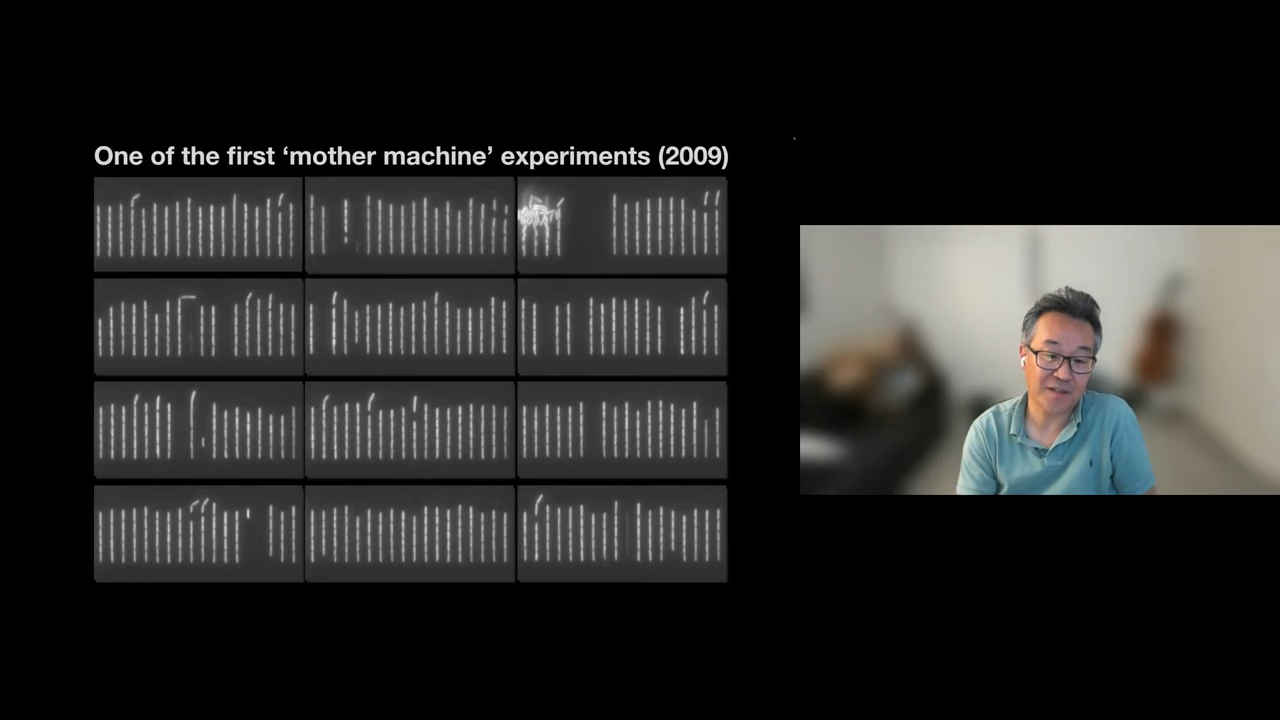 One of the first ‘mother machine’ experiments (2009)